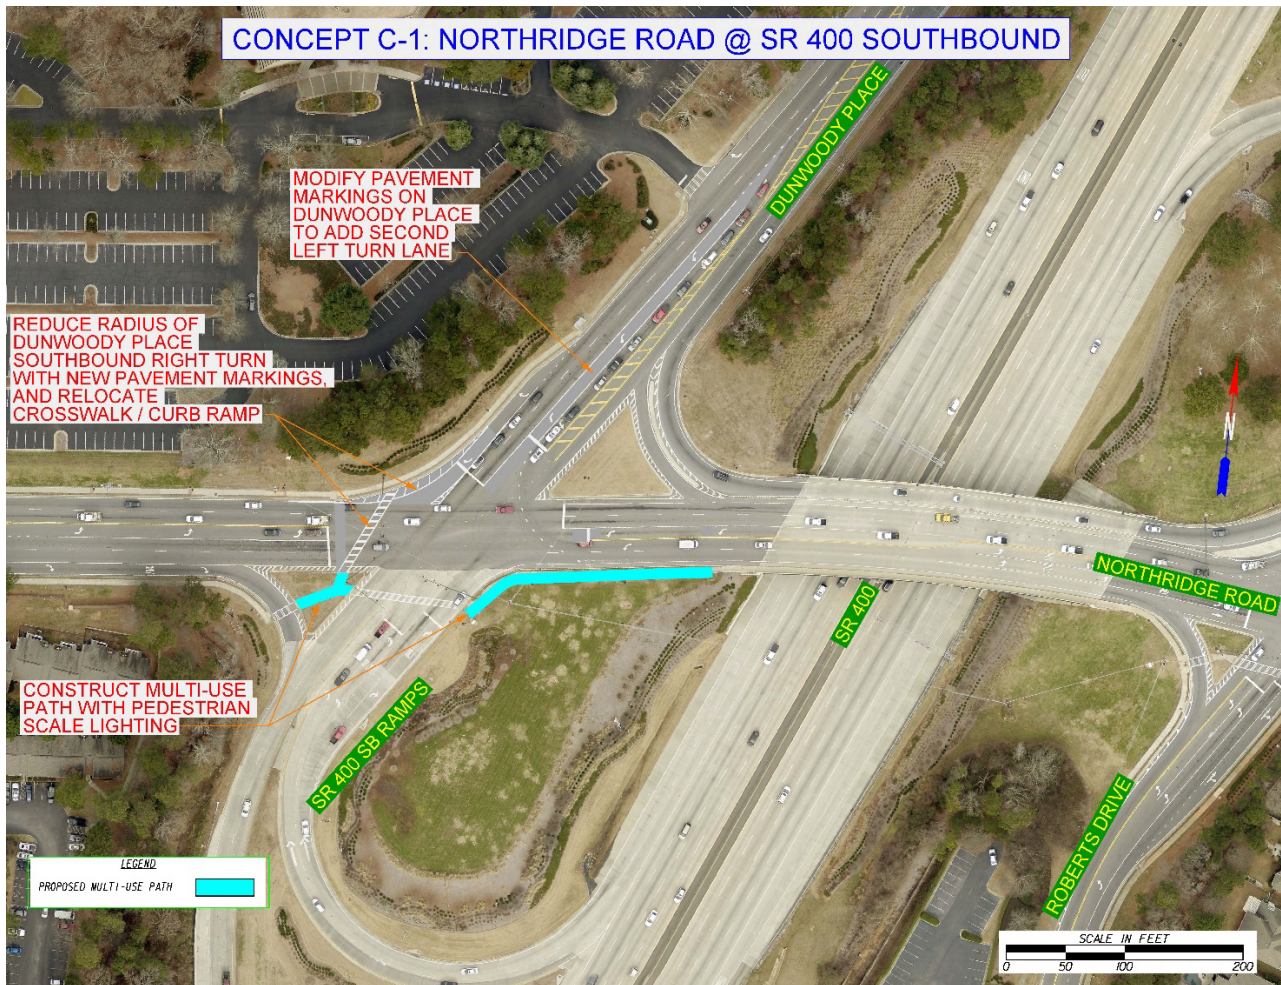 CONCEPT C-1: NORTHRIDGE ROAD @ SR 400 SOUTHBOUND
DUNWOODY PLACE
MODIFY PAVEMENT
MARKINGS ON
DUNWOODY PLACE
TO ADD SECOND
LEFT TURN LANE
REDUCE RADIUS OF
DUNWOODY PLACE
SOUTHBOUND RIGHT TURN
WITH NEW PAVEMENT MARKINGS,
AND RELOCATE
CROSSWALK / CURB RAMP
N
NORTHRIDGE ROAD
SR 400
CONSTRUCT MULTI-USE
PATH WITH PEDESTRIAN
SCALE LIGHTING
SR 400 SB RAMPS
ROBERTS DRIVE
LEGEND
PROPOSED MULTI-USE PATH
SCALE IN FEET
0 50 100 200